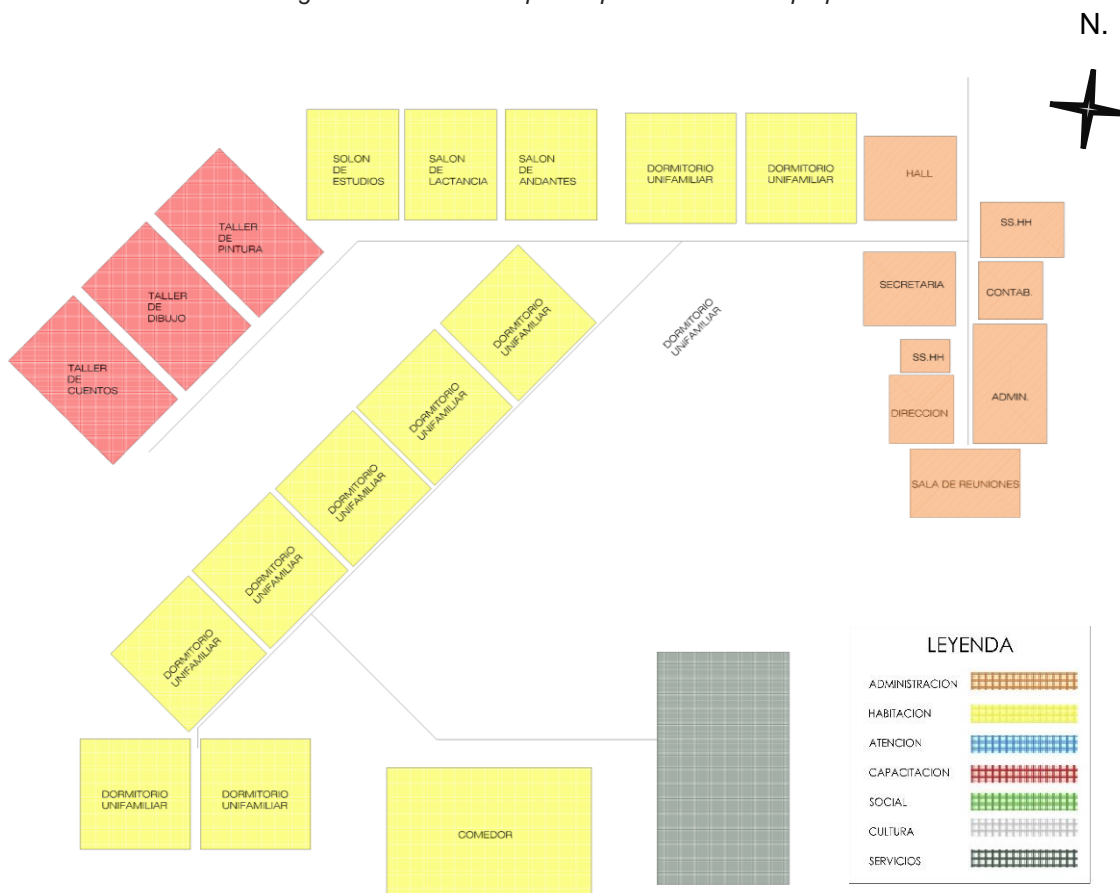 N.
SOLON
DE
ESTUDIOS
SALON
DE
LACTANCIA
SALON
DE
ANDANTES
DORMITORIO
UNIFAMILIAR
DORMITORIO
UNIFAMILIAR
HALL
SS.HH
TALLER
DE
PINTURA
TALLER
DE
DIBUJO
TALLER
DE
CUENTOS
SECRETARIA
CONTAB.
DORMITORIO
UNIFAMILIAR
DORMITORIO
UNIFAMILIAR
SS.HH
ADMIN.
DIRECCION
DORMITORIO
UNIFAMILIAR
DORMITORIO
UNIFAMILIAR
SALA DE REUNIONES
DORMITORIO
UNIFAMILIAR
DORMITORIO
UNIFAMILIAR
DORMITORIO
UNIFAMILIAR
DORMITORIO
UNIFAMILIAR
COMEDOR
LEYENDA
ADMINISTRACION
HABITACION
ATENCION
CAPACITACION
SOCIAL
CULTURA
SERVICIOS